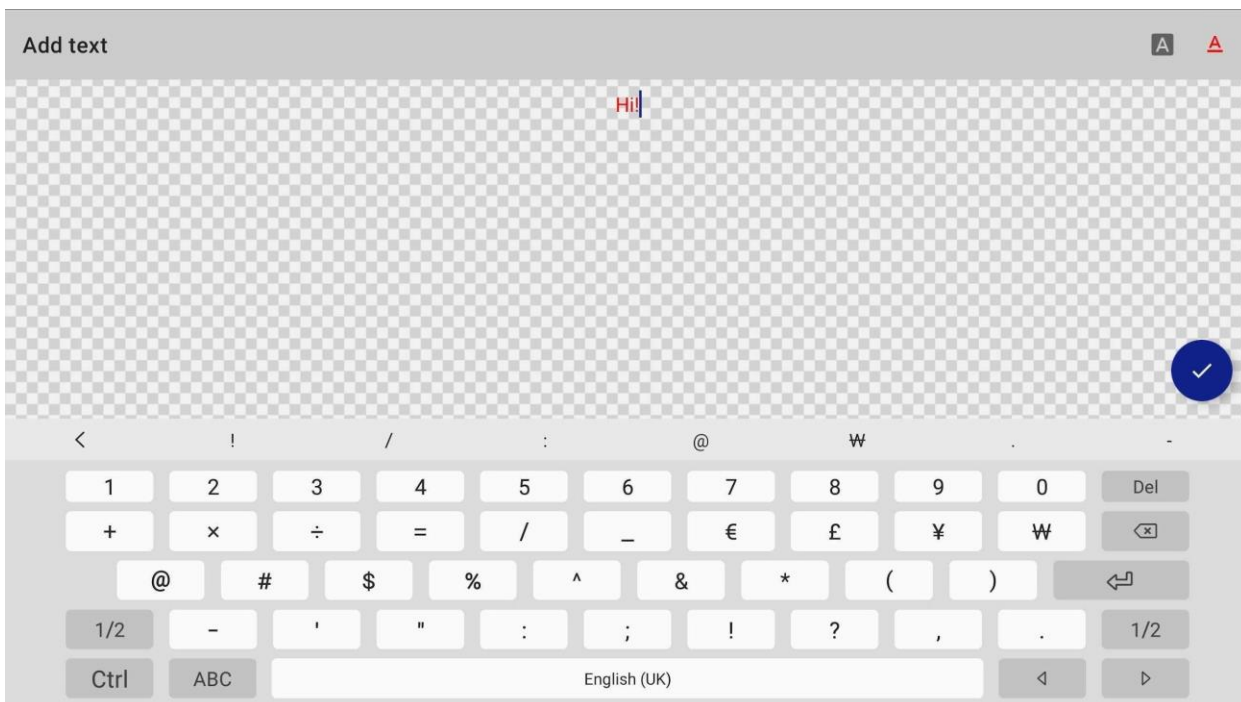 Add text A A
Hi!
< ! / : @ ₩ . -
1 2 3 4 5 6 7 8 9 0 Del
+ × ÷ = / _ € £ ¥ ₩
@ # $ % ^ & * ( )
1/2 - ' " : ; ! ? , . 1/2
Ctrl ABC English (UK)